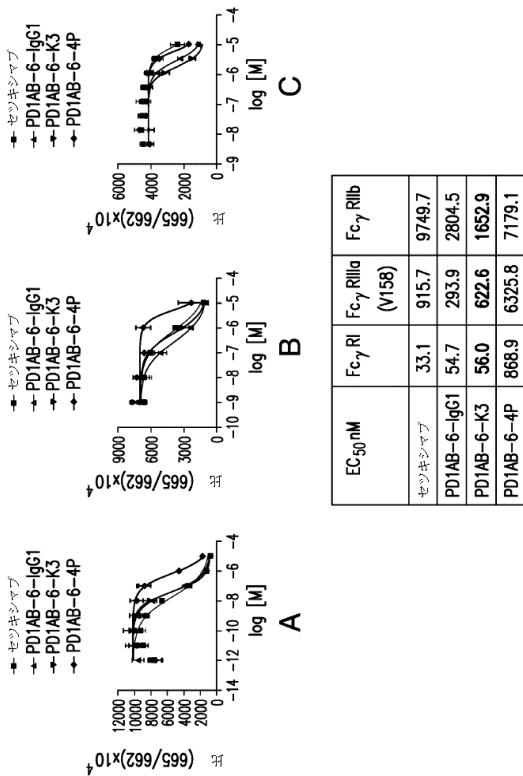 セツキシマブ
PD1AB-6-IgG1
PD1AB-6-K3
PD1AB-6-4P
比 (665/662)x10⁴
12000
10000
8000
6000
4000
2000
0
-14 -12 -10 -8 -6 -4
log [M]
A
セツキシマブ
PD1AB-6-IgG1
PD1AB-6-K3
PD1AB-6-4P
比 (665/662)x10⁴
9000
6000
3000
0
-10 -9 -8 -7 -6 -5 -4
log [M]
B
セツキシマブ
PD1AB-6-IgG1
PD1AB-6-K3
PD1AB-6-4P
比 (665/662)x10⁴
6000
4000
2000
0
-9 -8 -7 -6 -5 -4
log [M]
C
EC₅₀nM Fcγ RI Fcγ RIIIa (V158) Fcγ RIIb
セツキシマブ 33.1 915.7 9749.7
PD1AB-6-IgG1 54.7 293.9 2804.5
PD1AB-6-K3 56.0 622.6 1652.9
PD1AB-6-4P 868.9 6325.8 7179.1